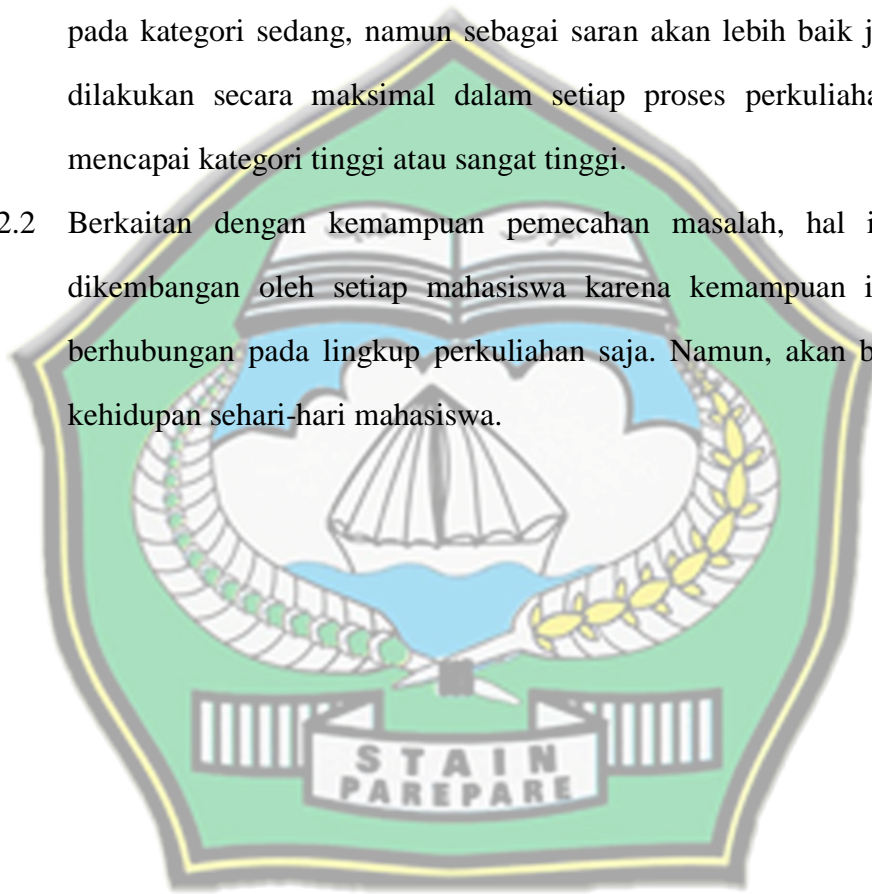 pada kategori sedang, namun sebagai saran akan lebih baik j
dilakukan secara maksimal dalam setiap proses perkuliaha
mencapai kategori tinggi atau sangat tinggi.
2.2 Berkaitan dengan kemampuan pemecahan masalah, hal i
dikembangan oleh setiap mahasiswa karena kemampuan i
berhubungan pada lingkup perkuliahan saja. Namun, akan b
kehidupan sehari-hari mahasiswa.
STAIN
PAREPARE